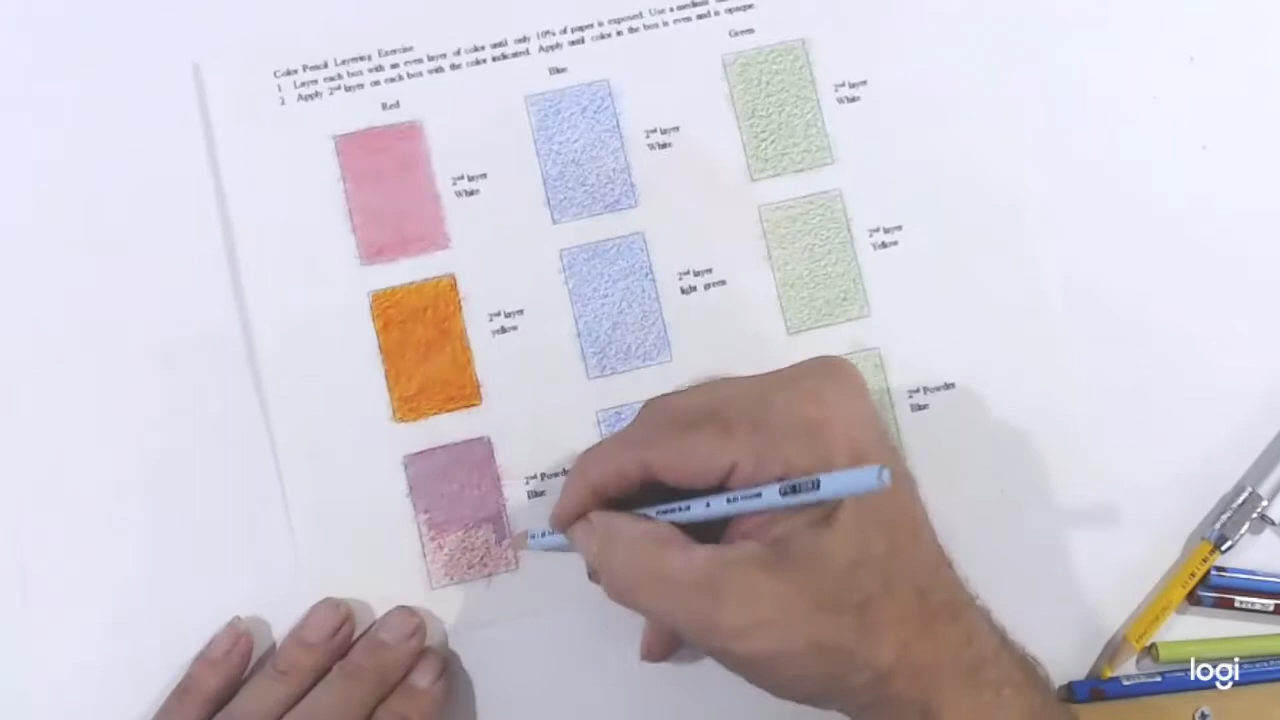 Color Pencil Layering Exercise
1 Layer each box with an even layer of color until only 10% of paper is exposed. Use a medium
2 Apply 2nd layer on each box with the color indicated. Apply until color in the box is even and is opaque.
Red
Blue
Green
2nd layer
White
2nd layer
White
2nd layer
White
2nd layer
yellow
2nd layer
light green
2nd layer
Yellow
2nd Powder
Blue
2nd Powder
Blue
logi